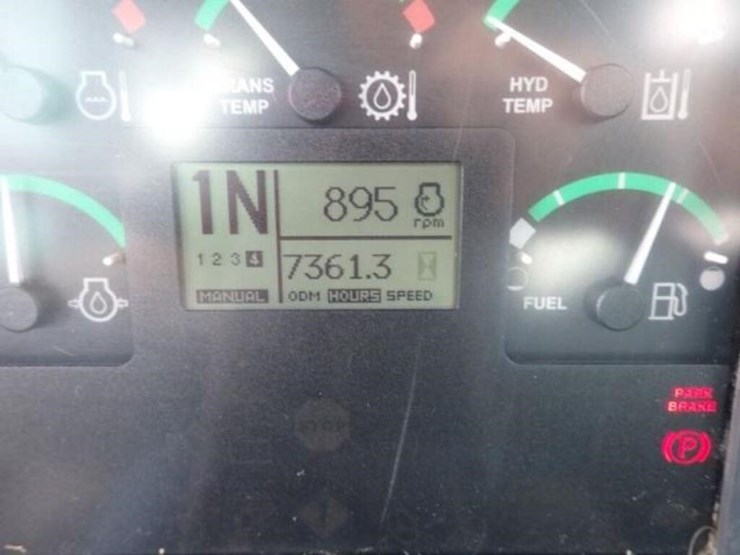 TRANS
TEMP
HYD
TEMP
1N
895
rpm
1 2 3 4
7361.3
MANUAL
ODM HOURS SPEED
FUEL
PARK
BRAKE
P
STOP